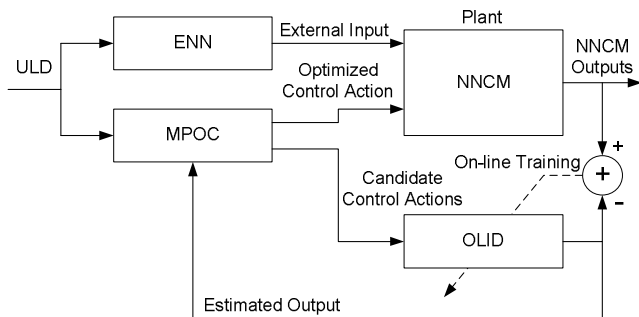 Plant
ENN
External Input
NNCM
Outputs
ULD
Optimized
Control Action
NNCM
MPOC
+
On-line Training
+
Candidate
Control Actions
-
OLID
Estimated Output